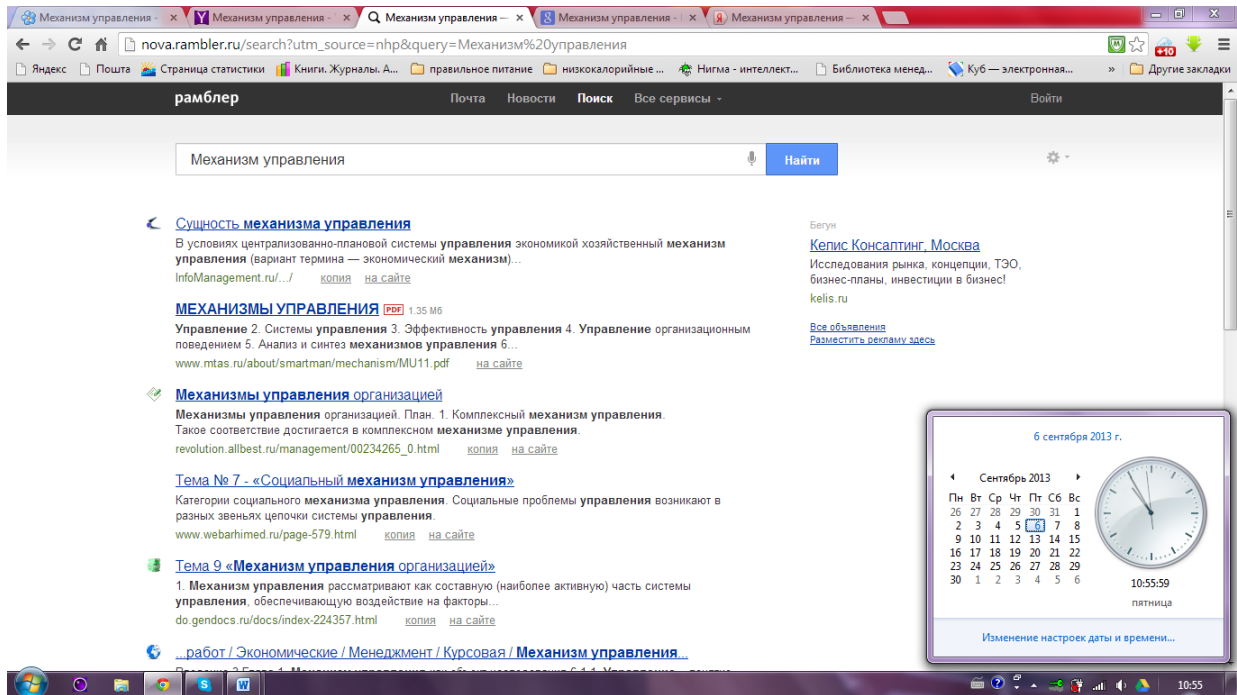 Механизм управления -
Механизм управления - "
Механизм управления —
Механизм управления - |
Механизм управления —
nova.rambler.ru/search?utm_source=nhp&query=Механизм%20управления
+10
Яндекс
Почта
Страница статистики
Книги. Журналы. А...
правильное питание
низкокалорийные ...
Нигма - интеллект...
Библиотека менед...
Куб — электронная...
»
Другие закладки
рамблер
Почта Новости Поиск Все сервисы
Войти
Механизм управления
Найти
Сущность механизма управления
В условиях централизованно-плановой системы управления экономикой хозяйственный механизм
управления (вариант термина — экономический механизм)...
InfoManagement.ru/.../ копия на сайте
МЕХАНИЗМЫ УПРАВЛЕНИЯ PDF 1.35 Мб
Управление 2. Системы управления 3. Эффективность управления 4. Управление организационным
поведением 5. Анализ и синтез механизмов управления 6...
www.mtas.ru/about/smartman/mechanism/MU11.pdf на сайте
Механизмы управления организацией
Механизмы управления организацией. План. 1. Комплексный механизм управления.
Такое соответствие достигается в комплексном механизме управления.
revolution.allbest.ru/management/00234265_0.html копия на сайте
Тема № 7 - «Социальный механизм управления»
Категории социального механизма управления. Социальные проблемы управления возникают в
разных звеньях цепочки системы управления.
www.webarhimed.ru/page-579.html копия на сайте
Тема 9 «Механизм управления организацией»
1. Механизм управления рассматривают как составную (наиболее активную) часть системы
управления, обеспечивающую воздействие на факторы...
do.gendocs.ru/docs/index-224357.html копия на сайте
...работ / Экономические / Менеджмент / Курсовая / Механизм управления...
Бегун
Келис Консалтинг, Москва
Исследования рынка, концепции, ТЭО,
бизнес-планы, инвестиции в бизнес!
kelis.ru
Все объявления
Разместить рекламу здесь
6 сентября 2013 г.
Сентябрь 2013
Пн Вт Ср Чт Пт Сб Вс
26 27 28 29 30 31 1
2 3 4 5 6 7 8
9 10 11 12 13 14 15
16 17 18 19 20 21 22
23 24 25 26 27 28 29
30 1 2 3 4 5 6
10:55:59
пятница
Изменение настроек даты и времени...
10:55